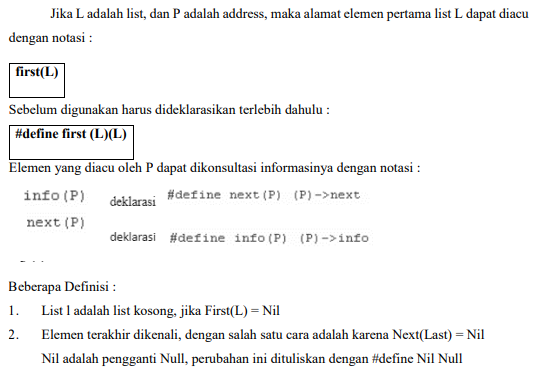 Jika L adalah list, dan P adalah address, maka alamat elemen pertama list L dapat diacu
dengan notasi :
first(L)
Sebelum digunakan harus dideklarasikan terlebih dahulu :
#define first (L)(L)
Elemen yang diacu oleh P dapat dikonsultasi informasinya dengan notasi :
info(P) deklarasi #define next(P) (P)->next
next(P)
deklarasi #define info(P) (P)->info
Beberapa Definisi :
1. List l adalah list kosong, jika First(L) = Nil
2. Elemen terakhir dikenali, dengan salah satu cara adalah karena Next(Last) = Nil
Nil adalah pengganti Null, perubahan ini dituliskan dengan #define Nil Null